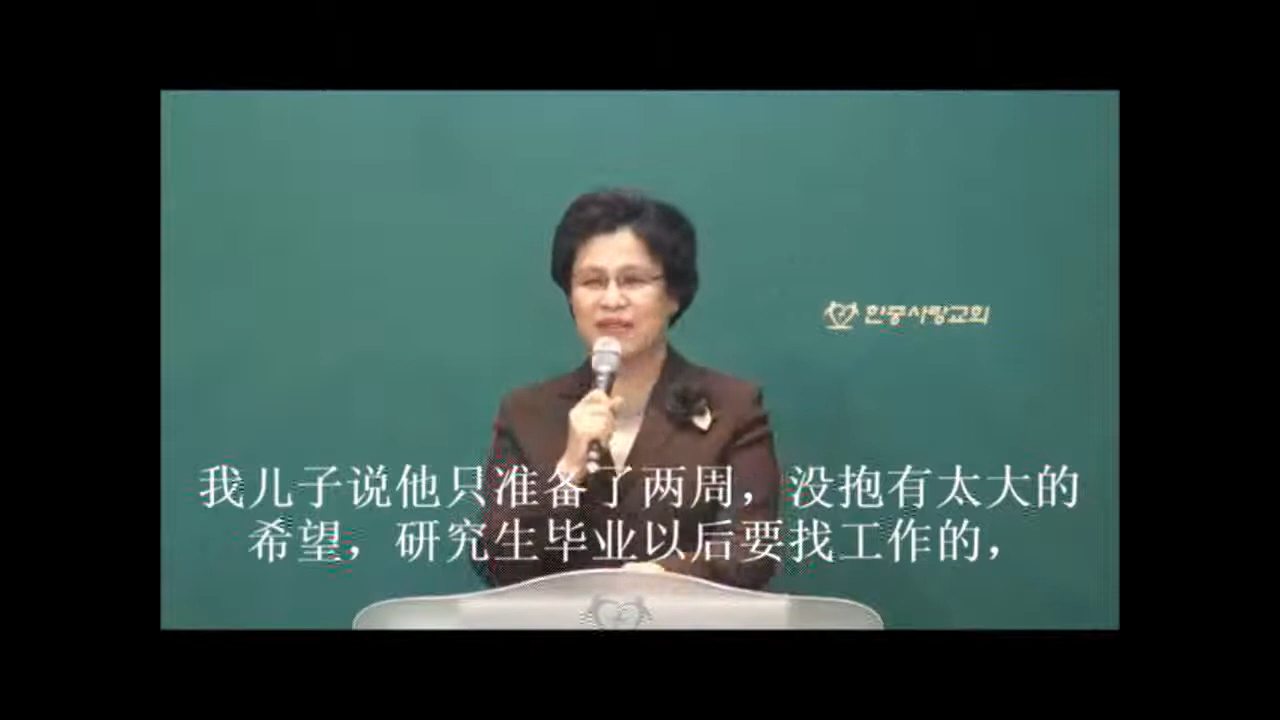 한몽사랑교회
我儿子说他只准备了两周，没抱有太大的
希望，研究生毕业以后要找工作的，